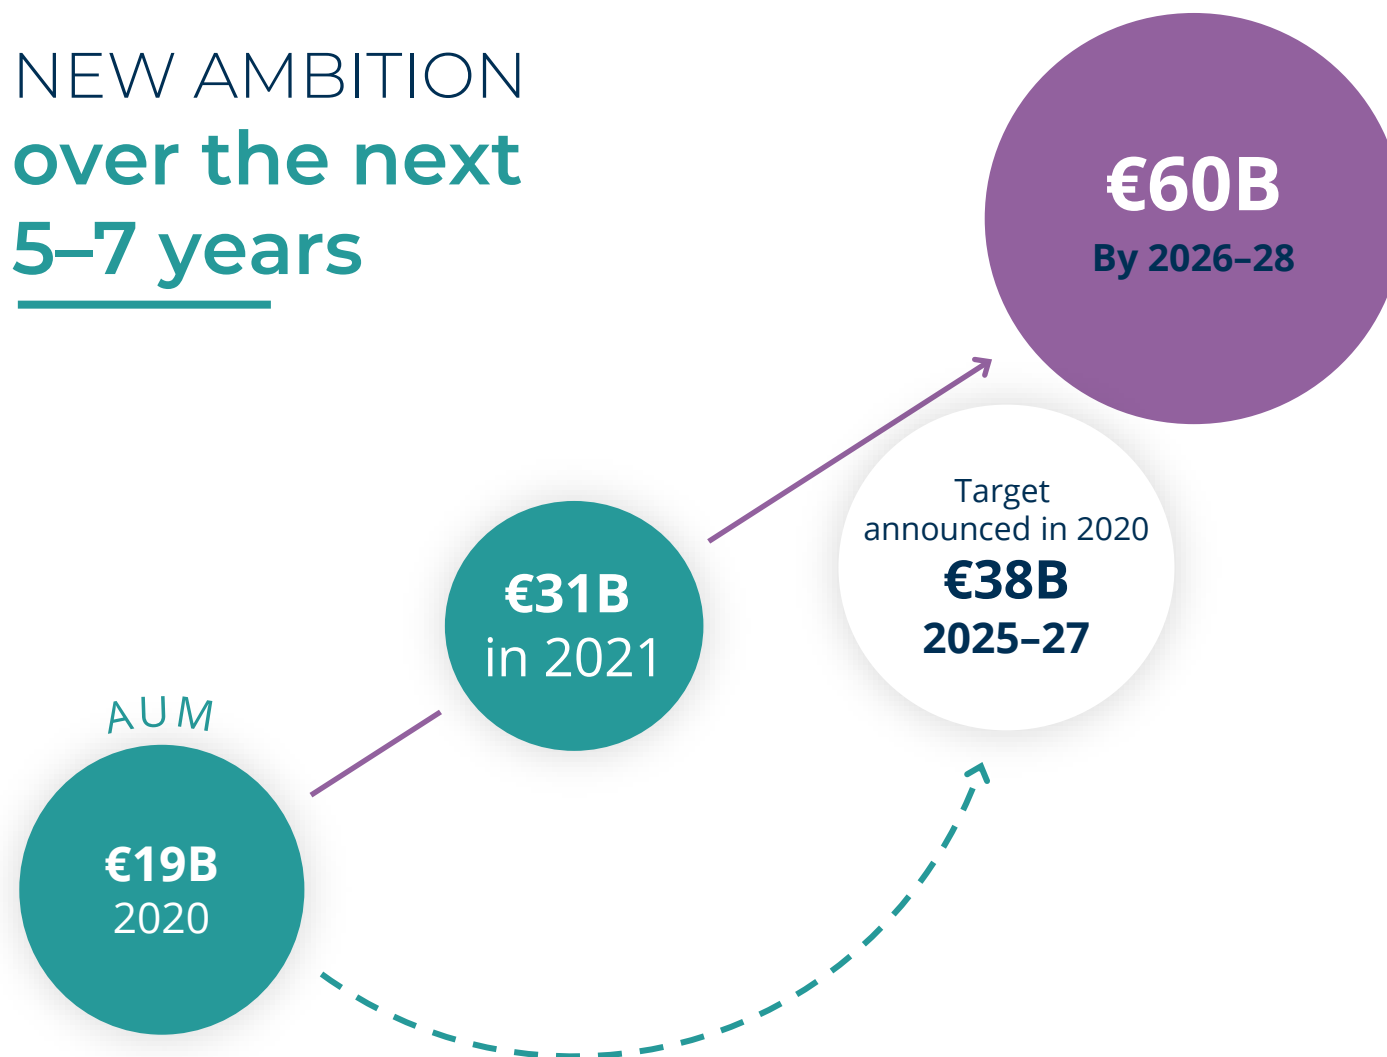 NEW AMBITION
over the next
5–7 years
€60B
By 2026–28
Target
announced in 2020
€38B
2025–27
€31B
in 2021
AUM
€19B
2020